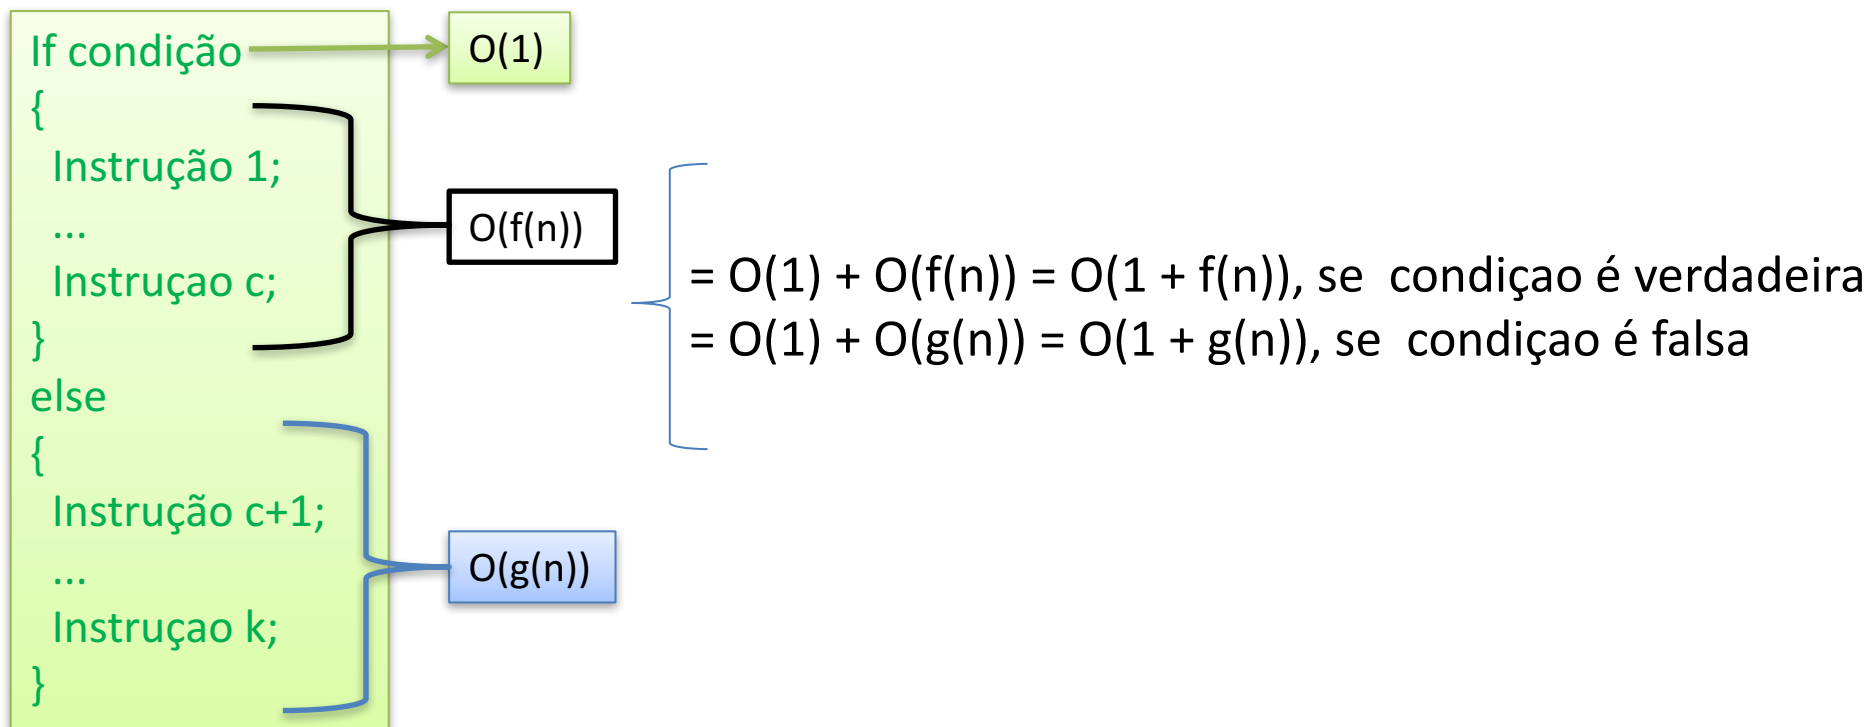 If condição
O(1)
{
Instrução 1;
...
Instruçao c;
}
O(f(n))
else
{
Instrução c+1;
...
Instruçao k;
}
O(g(n))
= O(1) + O(f(n)) = O(1 + f(n)), se condiçao é verdadeira
= O(1) + O(g(n)) = O(1 + g(n)), se condiçao é falsa